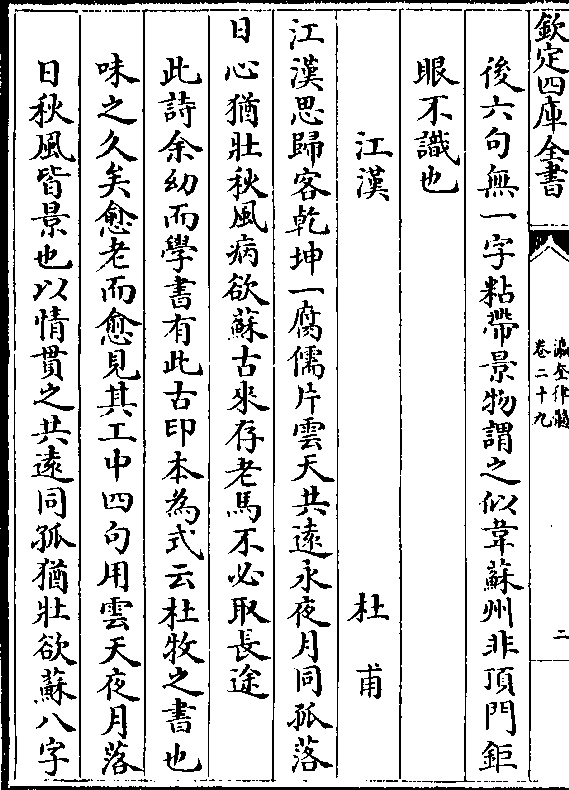 欽定四庫全書
瀛奎律髓
卷二十九
二
後六句無一字粘帶景物謂之似韋蘇州非頂門鉅
眼不識也
江漢
杜甫
江漢思歸客乾坤一腐儒片雲天共遠永夜月同孤落
日心猶壯秋風病欲蘇古來存老馬不必取長途
此詩余幼而學書有此古印本為式云杜牧之書也
味之久矣愈老而愈見其工中四句用雲天夜月落
日秋風皆景也以情貫之共遠同孤猶壯欲蘇八字